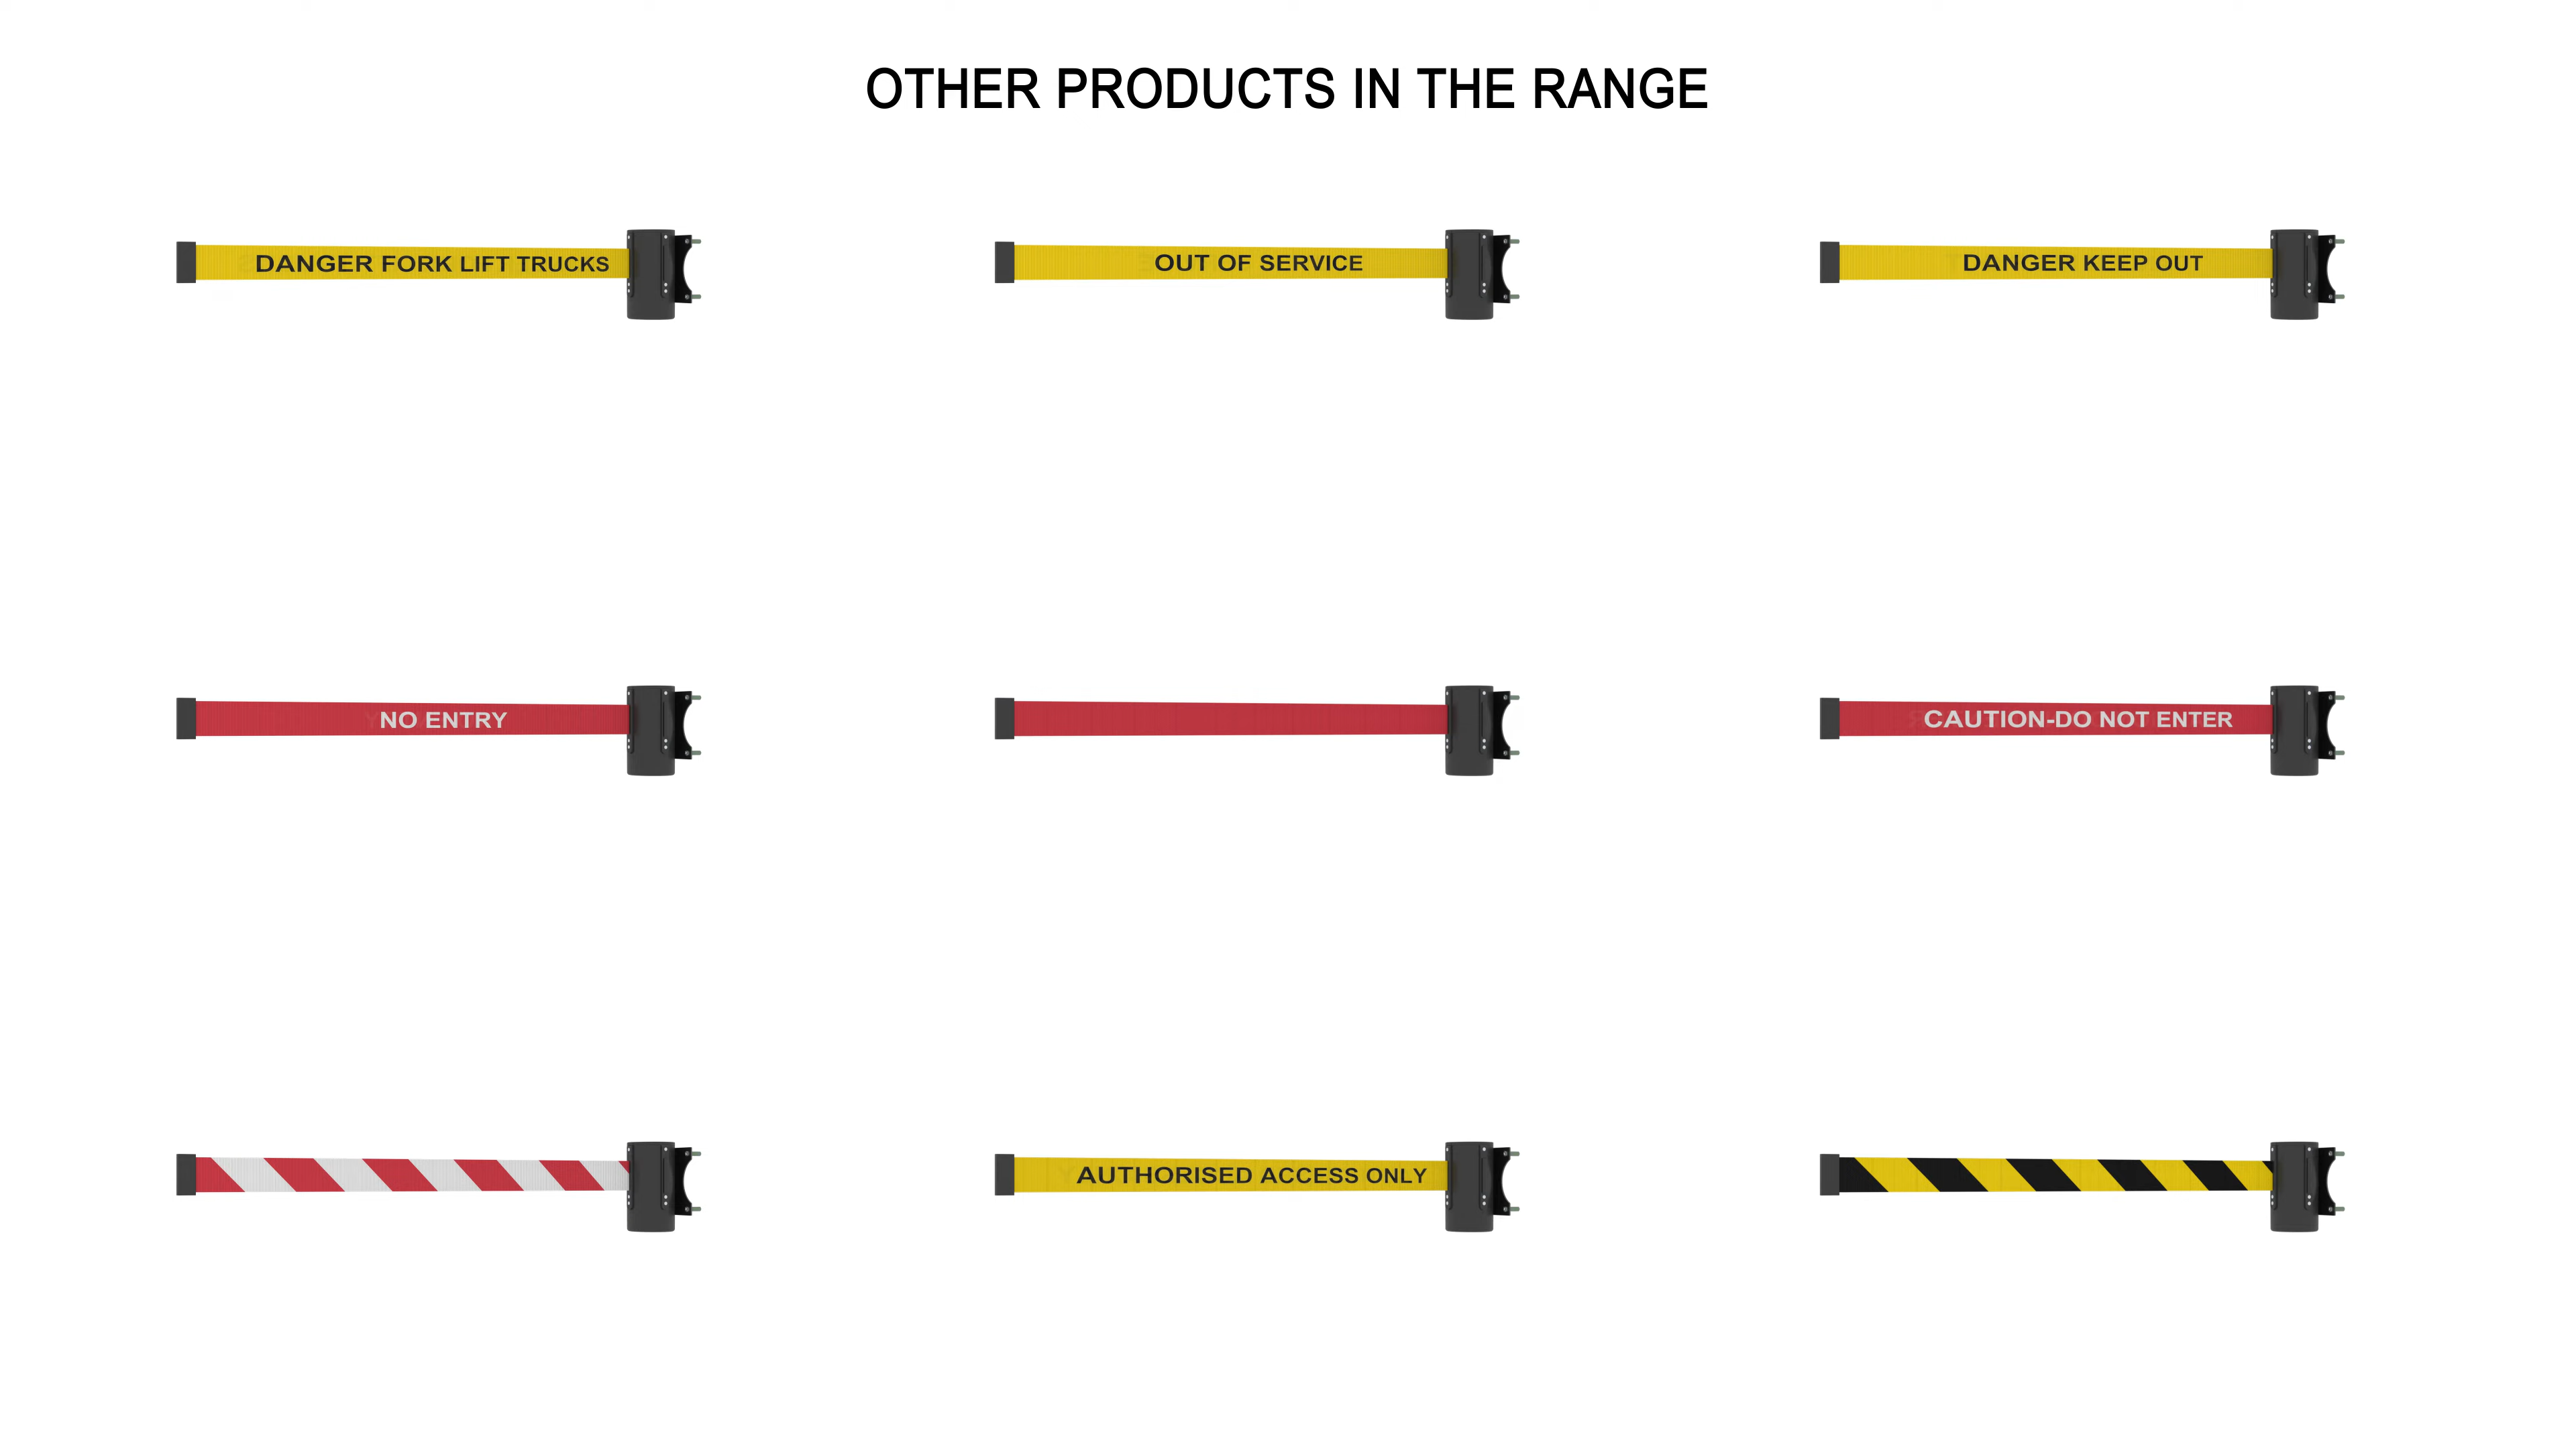 OTHER PRODUCTS IN THE RANGE
DANGER FORK LIFT TRUCKS
OUT OF SERVICE
DANGER KEEP OUT
NO ENTRY
CAUTION-DO NOT ENTER
AUTHORISED ACCESS ONLY